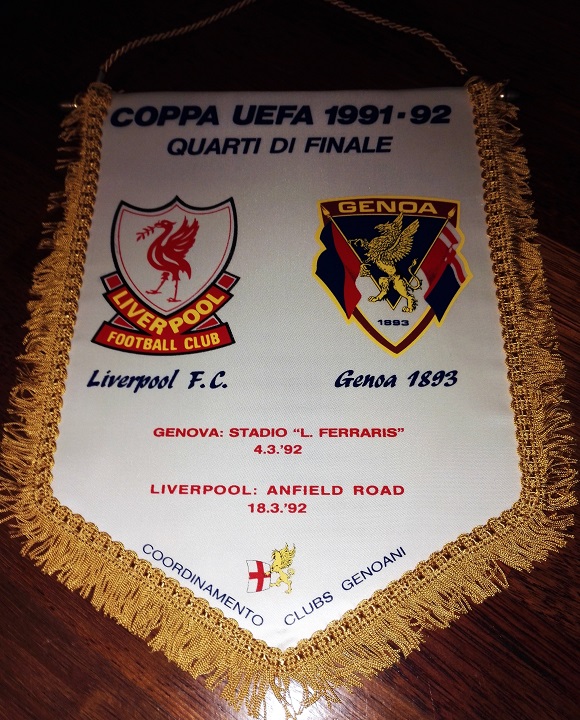 COPPA UEFA 1991-92
QUARTI DI FINALE
LIVERPOOL
FOOTBALL CLUB
GENOA
1893
Liverpool F.C.
Genoa 1893
GENOVA: STADIO "L. FERRARIS"
4.3.'92
LIVERPOOL: ANFIELD ROAD
18.3.'92
COORDINAMENTO CLUBS GENOANI